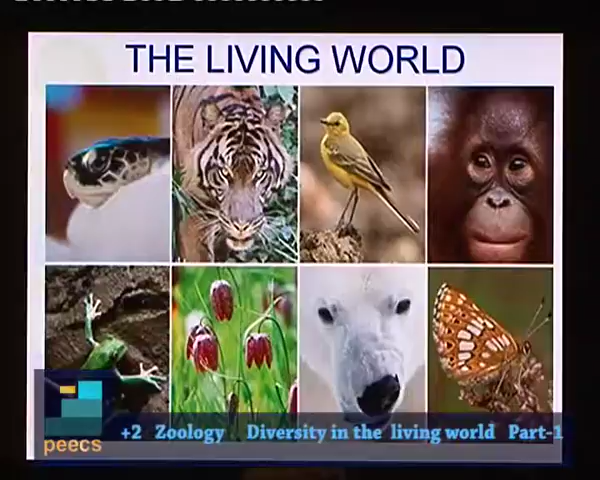 THE LIVING WORLD
+2 Zoology Diversity in the living world Part-1
peecs